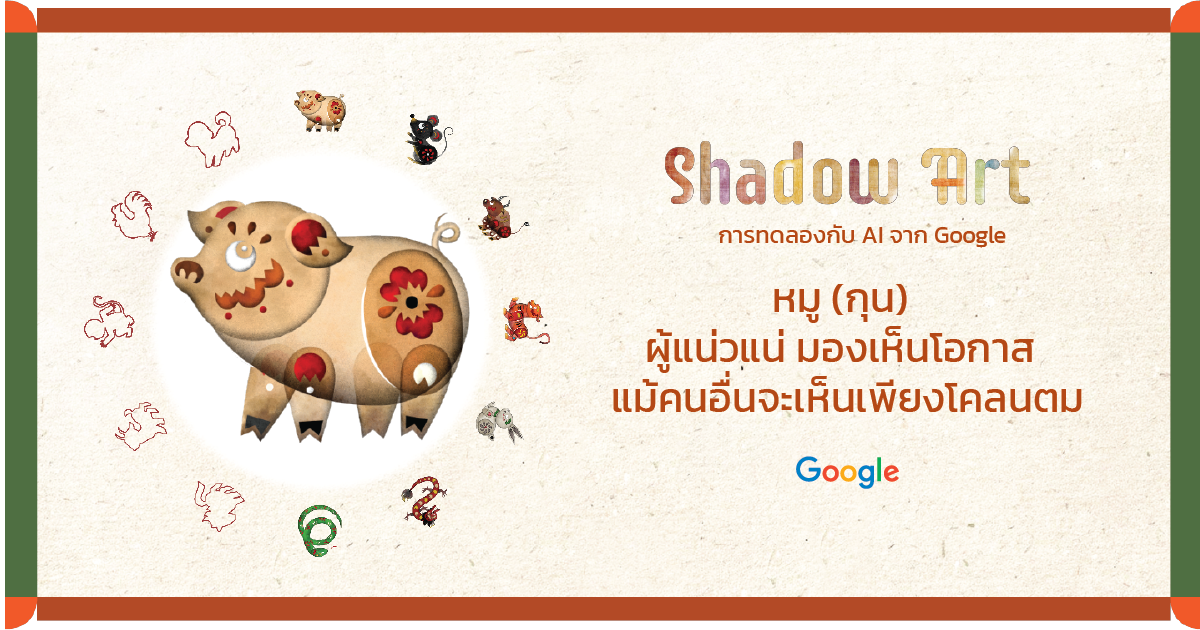 Shadow Art
การทดลองกับ AI จาก Google
หมู (กุน)
ผู้แน่วแน่ มองเห็นโอกาส
แม้คนอื่นจะเห็นเพียงโคลนตม
Google